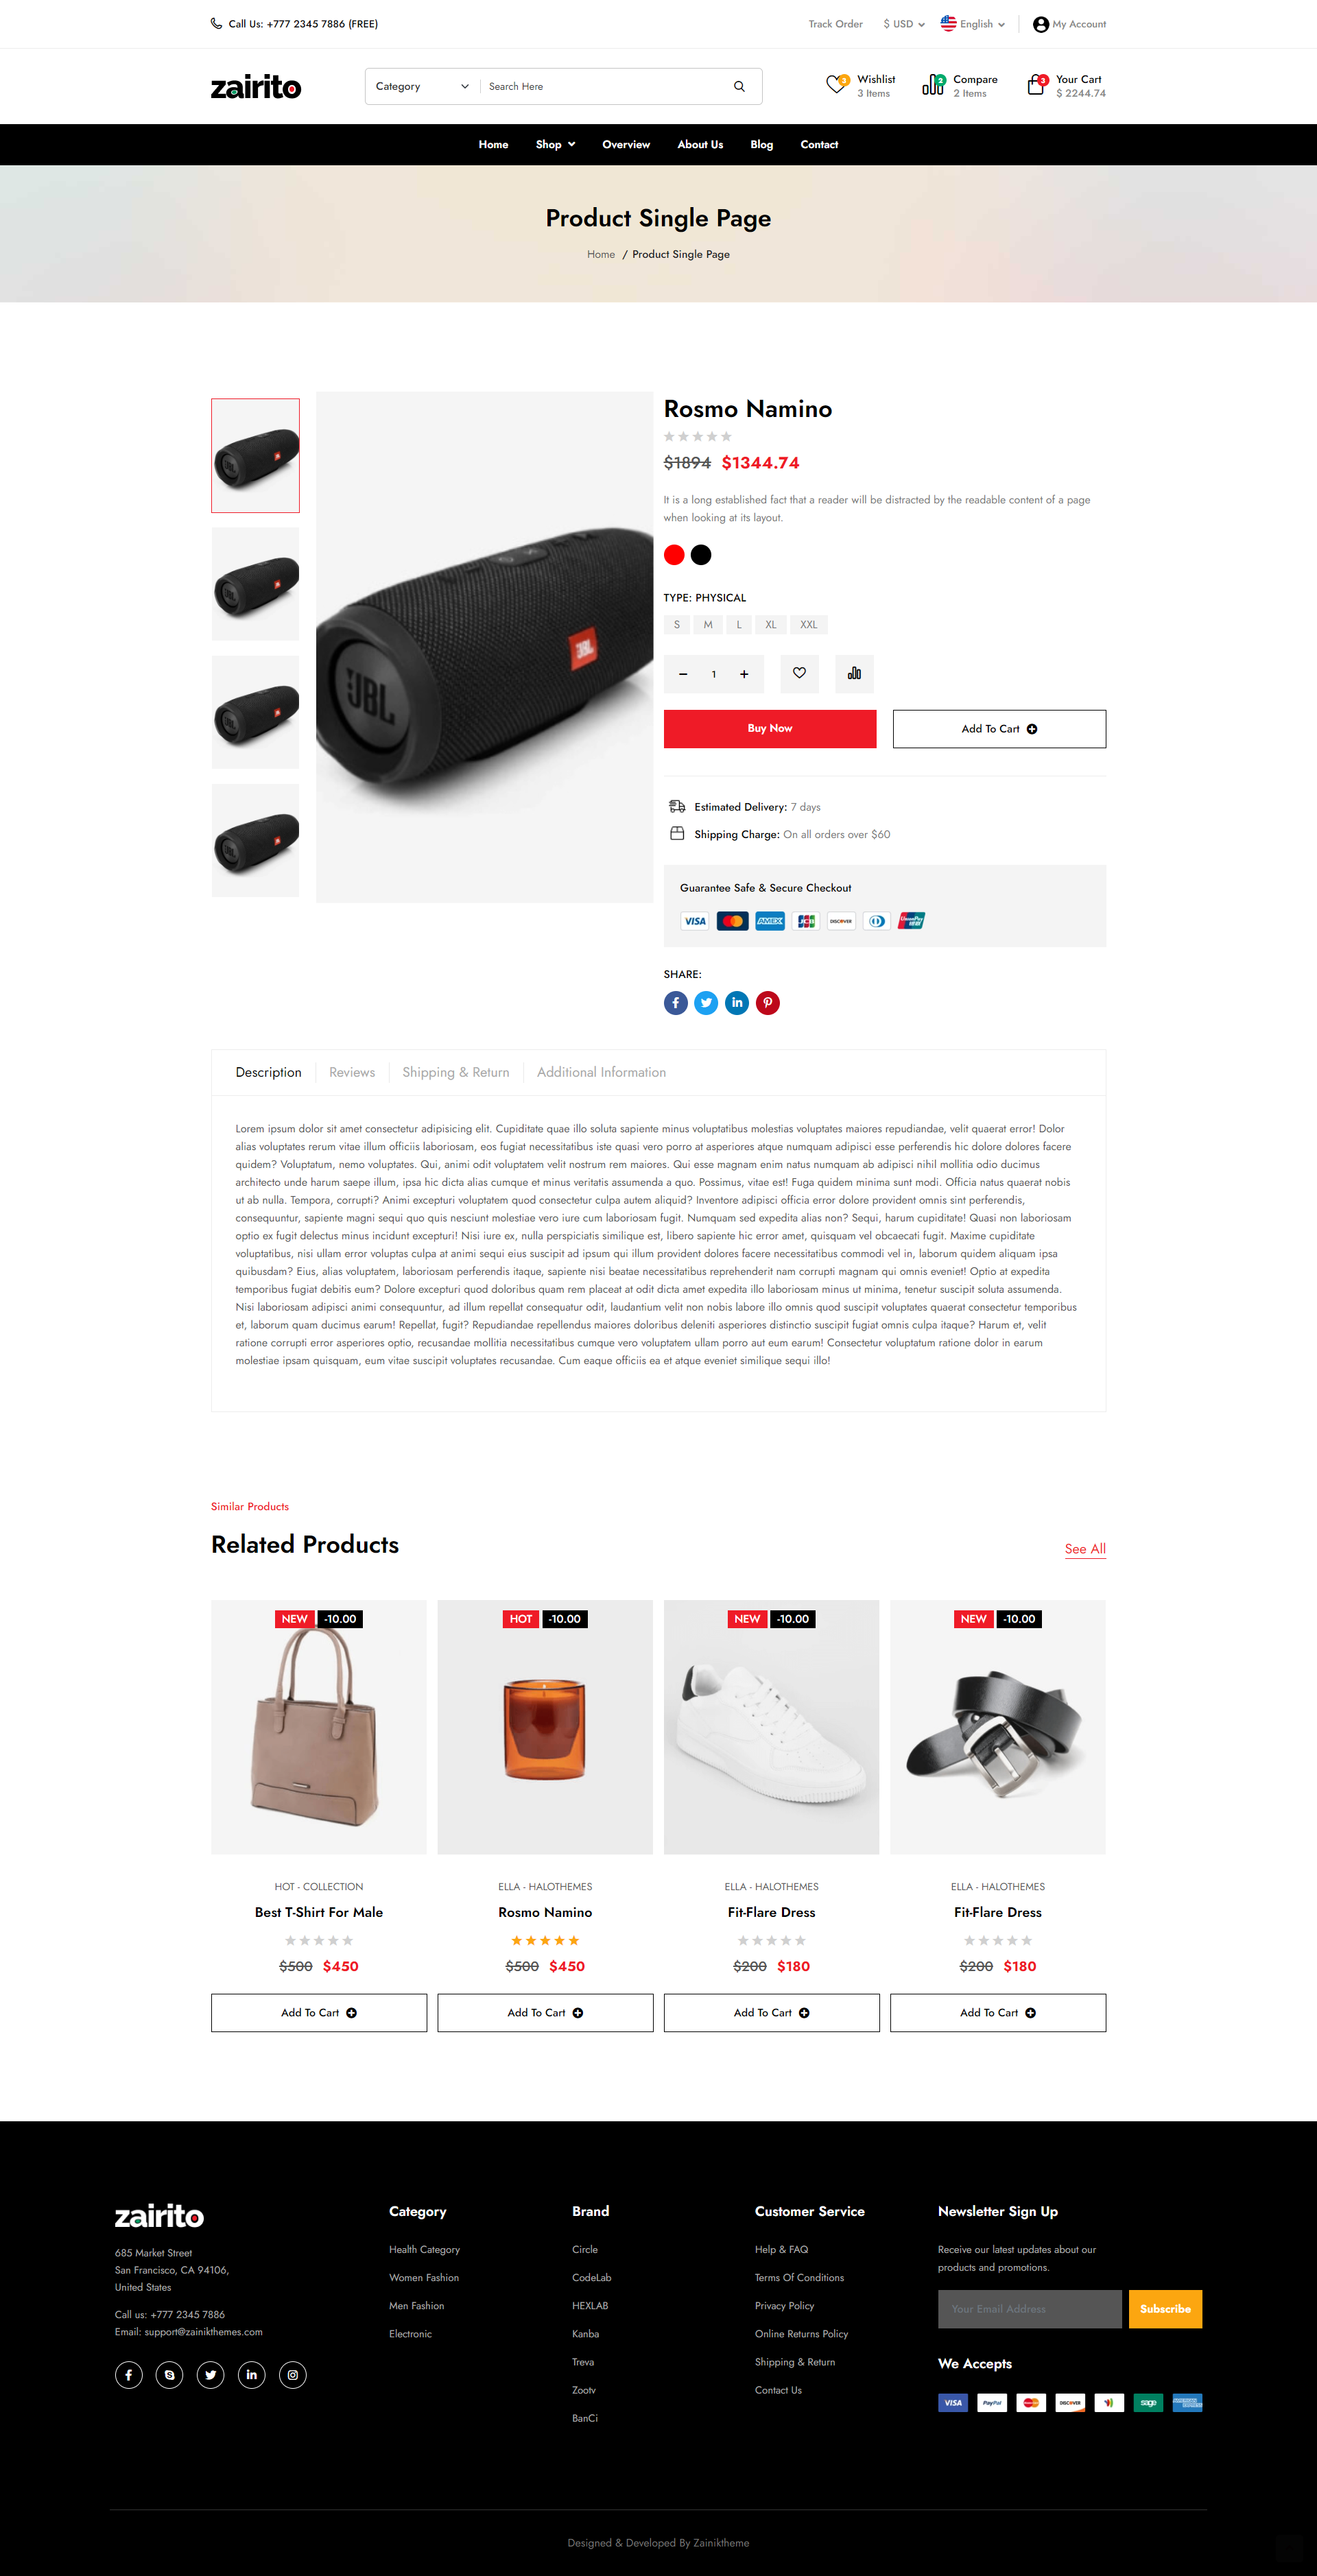 Call Us: +777 2345 7886 (FREE)
Track Order
$ USD
English
My Account
zairito
Category
Search Here
3
Wishlist
3 Items
2
Compare
2 Items
3
Your Cart
$ 2244.74
Home
Shop
Overview
About Us
Blog
Contact
Product Single Page
Home / Product Single Page
JBL
JBL
Rosmo Namino
$1894 $1344.74
It is a long established fact that a reader will be distracted by the readable content of a page
when looking at its layout.
TYPE: PHYSICAL
S
M
L
XL
XXL
1
Buy Now
Add To Cart
Estimated Delivery: 7 days
Shipping Charge: On all orders over $60
Guarantee Safe & Secure Checkout
VISA
AMEX
JCB
DISCOVER
UnionPay
SHARE:
Description
Reviews
Shipping & Return
Additional Information
Lorem ipsum dolor sit amet consectetur adipisicing elit. Cupiditate quae illo soluta sapiente minus voluptatibus molestias voluptates maiores repudiandae, velit quaerat error! Dolor
alias voluptates rerum vitae illum officiis laboriosam, eos fugiat necessitatibus iste quasi vero porro at asperiores atque numquam adipisci esse perferendis hic dolore dolores facere
quidem? Voluptatum, nemo voluptates. Qui, animi odit voluptatem velit nostrum rem maiores. Qui esse magnam enim natus numquam ab adipisci nihil mollitia odio ducimus
architecto unde harum saepe illum, ipsa hic dicta alias cumque et minus veritatis assumenda a quo. Possimus, vitae est! Fuga quidem minima sunt modi. Officia natus quaerat nobis
ut ab nulla. Tempora, corrupti? Animi excepturi voluptatem quod consectetur culpa autem aliquid? Inventore adipisci officia error dolore provident omnis sint perferendis,
consequuntur, sapiente magni sequi quo quis nesciunt molestiae vero iure cum laboriosam fugit. Numquam sed expedita alias non? Sequi, harum cupiditate! Quasi non laboriosam
optio ex fugit delectus minus incidunt excepturi! Nisi iure ex, nulla perspiciatis similique est, libero sapiente hic error amet, quisquam vel obcaecati fugit. Maxime cupiditate
voluptatibus, nisi ullam error voluptas culpa at animi sequi eius suscipit ad ipsum qui illum provident dolores facere necessitatibus commodi vel in, laborum quidem aliquam ipsa
quibusdam? Eius, alias voluptatem, laboriosam perferendis itaque, sapiente nisi beatae necessitatibus reprehenderit nam corrupti magnam qui omnis eveniet! Optio at expedita
temporibus fugiat debitis eum? Dolore excepturi quod doloribus quam rem placeat at odit dicta amet expedita illo laboriosam minus ut minima, tenetur suscipit soluta assumenda.
Nisi laboriosam adipisci animi consequuntur, ad illum repellat consequatur odit, laudantium velit non nobis labore illo omnis quod suscipit voluptates quaerat consectetur temporibus
et, laborum quam ducimus earum! Repellat, fugit? Repudiandae repellendus maiores doloribus deleniti asperiores distinctio suscipit fugiat omnis culpa itaque? Harum et, velit
ratione corrupti error asperiores optio, recusandae mollitia necessitatibus cumque vero voluptatem ullam porro aut eum earum! Consectetur voluptatum ratione dolor in earum
molestiae ipsam quisquam, eum vitae suscipit voluptates recusandae. Cum eaque officiis ea et atque eveniet similique sequi illo!
Similar Products
Related Products
See All
NEW -10.00
HOT -10.00
NEW -10.00
NEW -10.00
HOT - COLLECTION
Best T-Shirt For Male
$500 $450
Add To Cart
ELLA - HALOTHEMES
Rosmo Namino
$500 $450
Add To Cart
ELLA - HALOTHEMES
Fit-Flare Dress
$200 $180
Add To Cart
ELLA - HALOTHEMES
Fit-Flare Dress
$200 $180
Add To Cart
zairito
685 Market Street
San Francisco, CA 94106,
United States
Call us: +777 2345 7886
Email: support@zainikthemes.com
Category
Health Category
Women Fashion
Men Fashion
Electronic
Brand
Circle
CodeLab
HEXLAB
Kanba
Treva
Zootv
BanCi
Customer Service
Help & FAQ
Terms Of Conditions
Privacy Policy
Online Returns Policy
Shipping & Return
Contact Us
Newsletter Sign Up
Receive our latest updates about our
products and promotions.
Your Email Address
Subscribe
We Accepts
VISA
PayPal
DISCOVER
sage
Designed & Developed By Zainiktheme